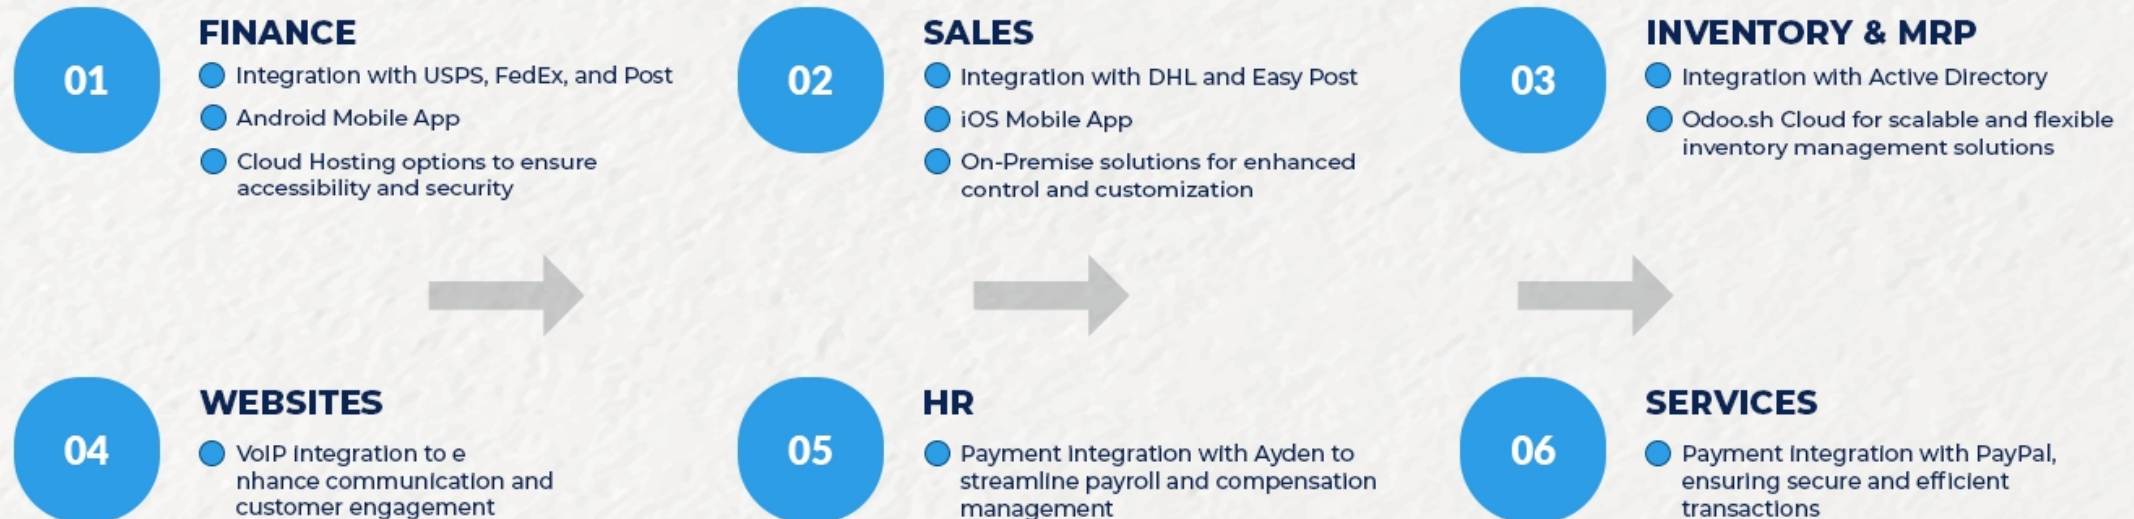 01
FINANCE
Integration with USPS, FedEx, and Post
Android Mobile App
Cloud Hosting options to ensure
accessibility and security
02
SALES
Integration with DHL and Easy Post
iOS Mobile App
On-Premise solutions for enhanced
control and customization
03
INVENTORY & MRP
Integration with Active Directory
Odoo.sh Cloud for scalable and flexible
inventory management solutions
04
WEBSITES
VoIP integration to e
nhance communication and
customer engagement
05
HR
Payment integration with Ayden to
streamline payroll and compensation
management
06
SERVICES
Payment integration with PayPal,
ensuring secure and efficient
transactions